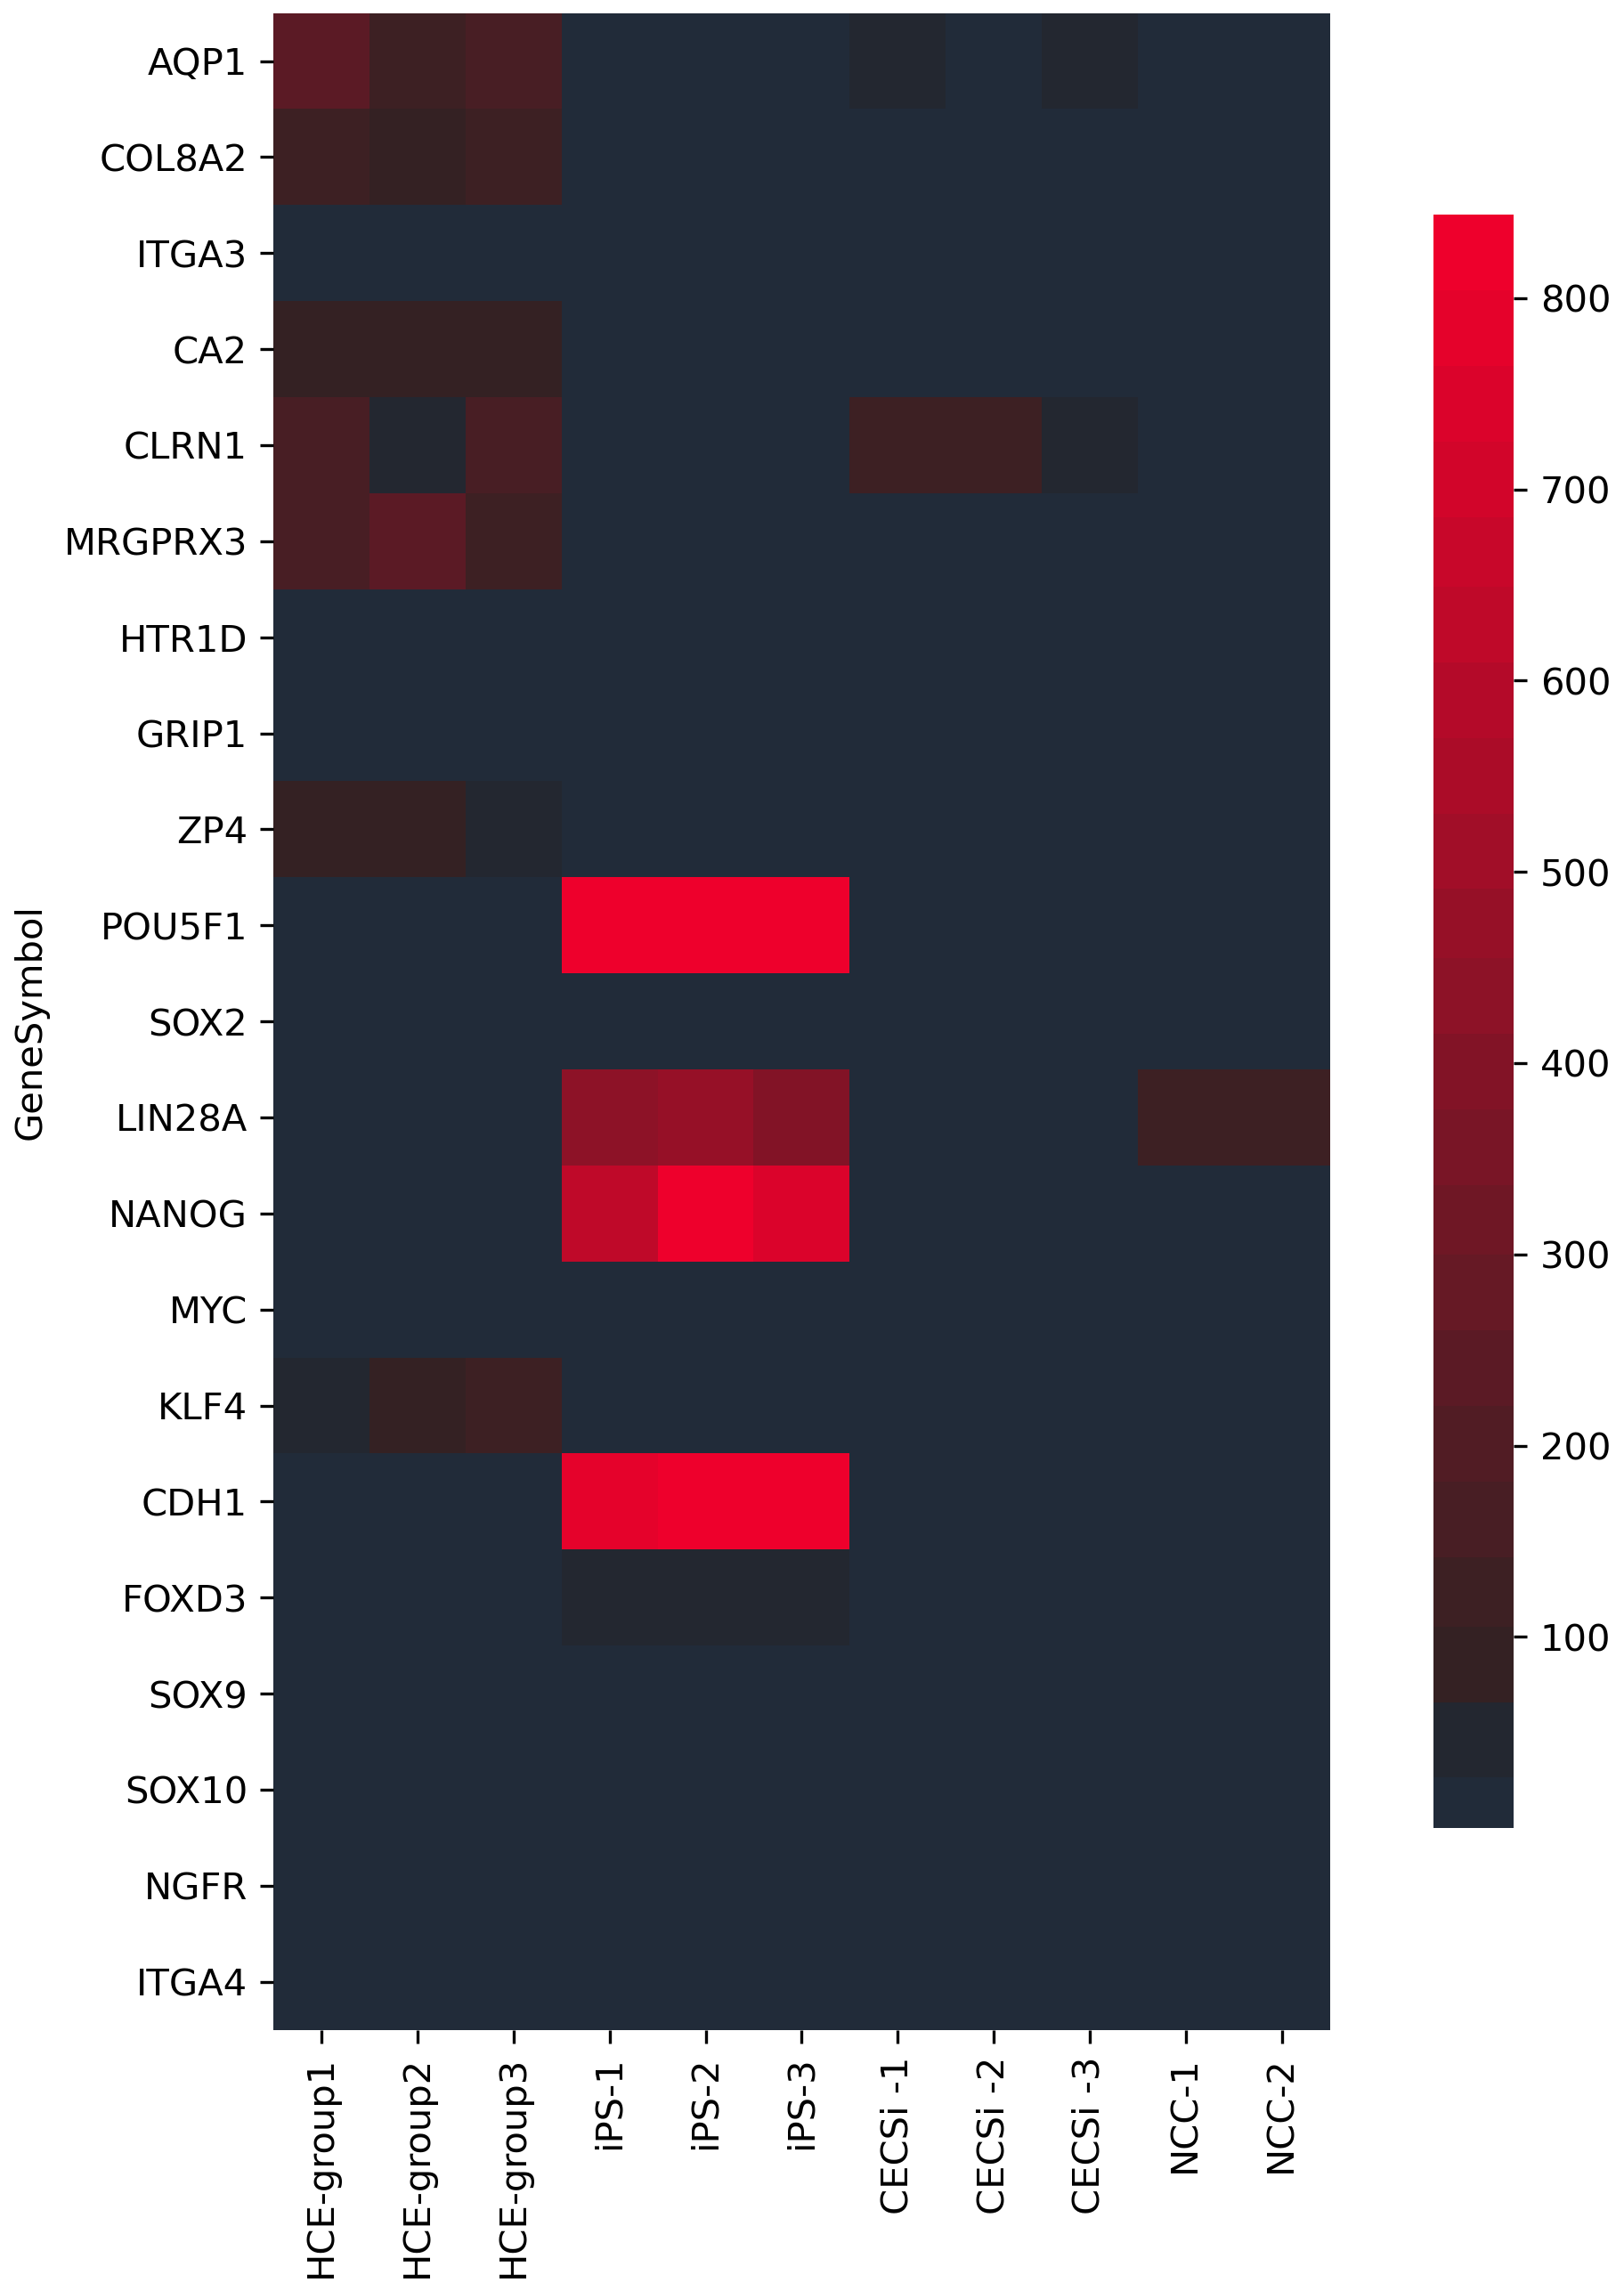 AQP1
COL8A2
ITGA3
CA2
CLRN1
MRGPRX3
HTR1D
GRIP1
ZP4
POU5F1
SOX2
LIN28A
NANOG
MYC
KLF4
CDH1
FOXD3
SOX9
SOX10
NGFR
ITGA4
GeneSymbol
HCE-group1
HCE-group2
HCE-group3
iPS-1
iPS-2
iPS-3
CECSi -1
CECSi -2
CECSi -3
NCC-1
NCC-2
800
700
600
500
400
300
200
100